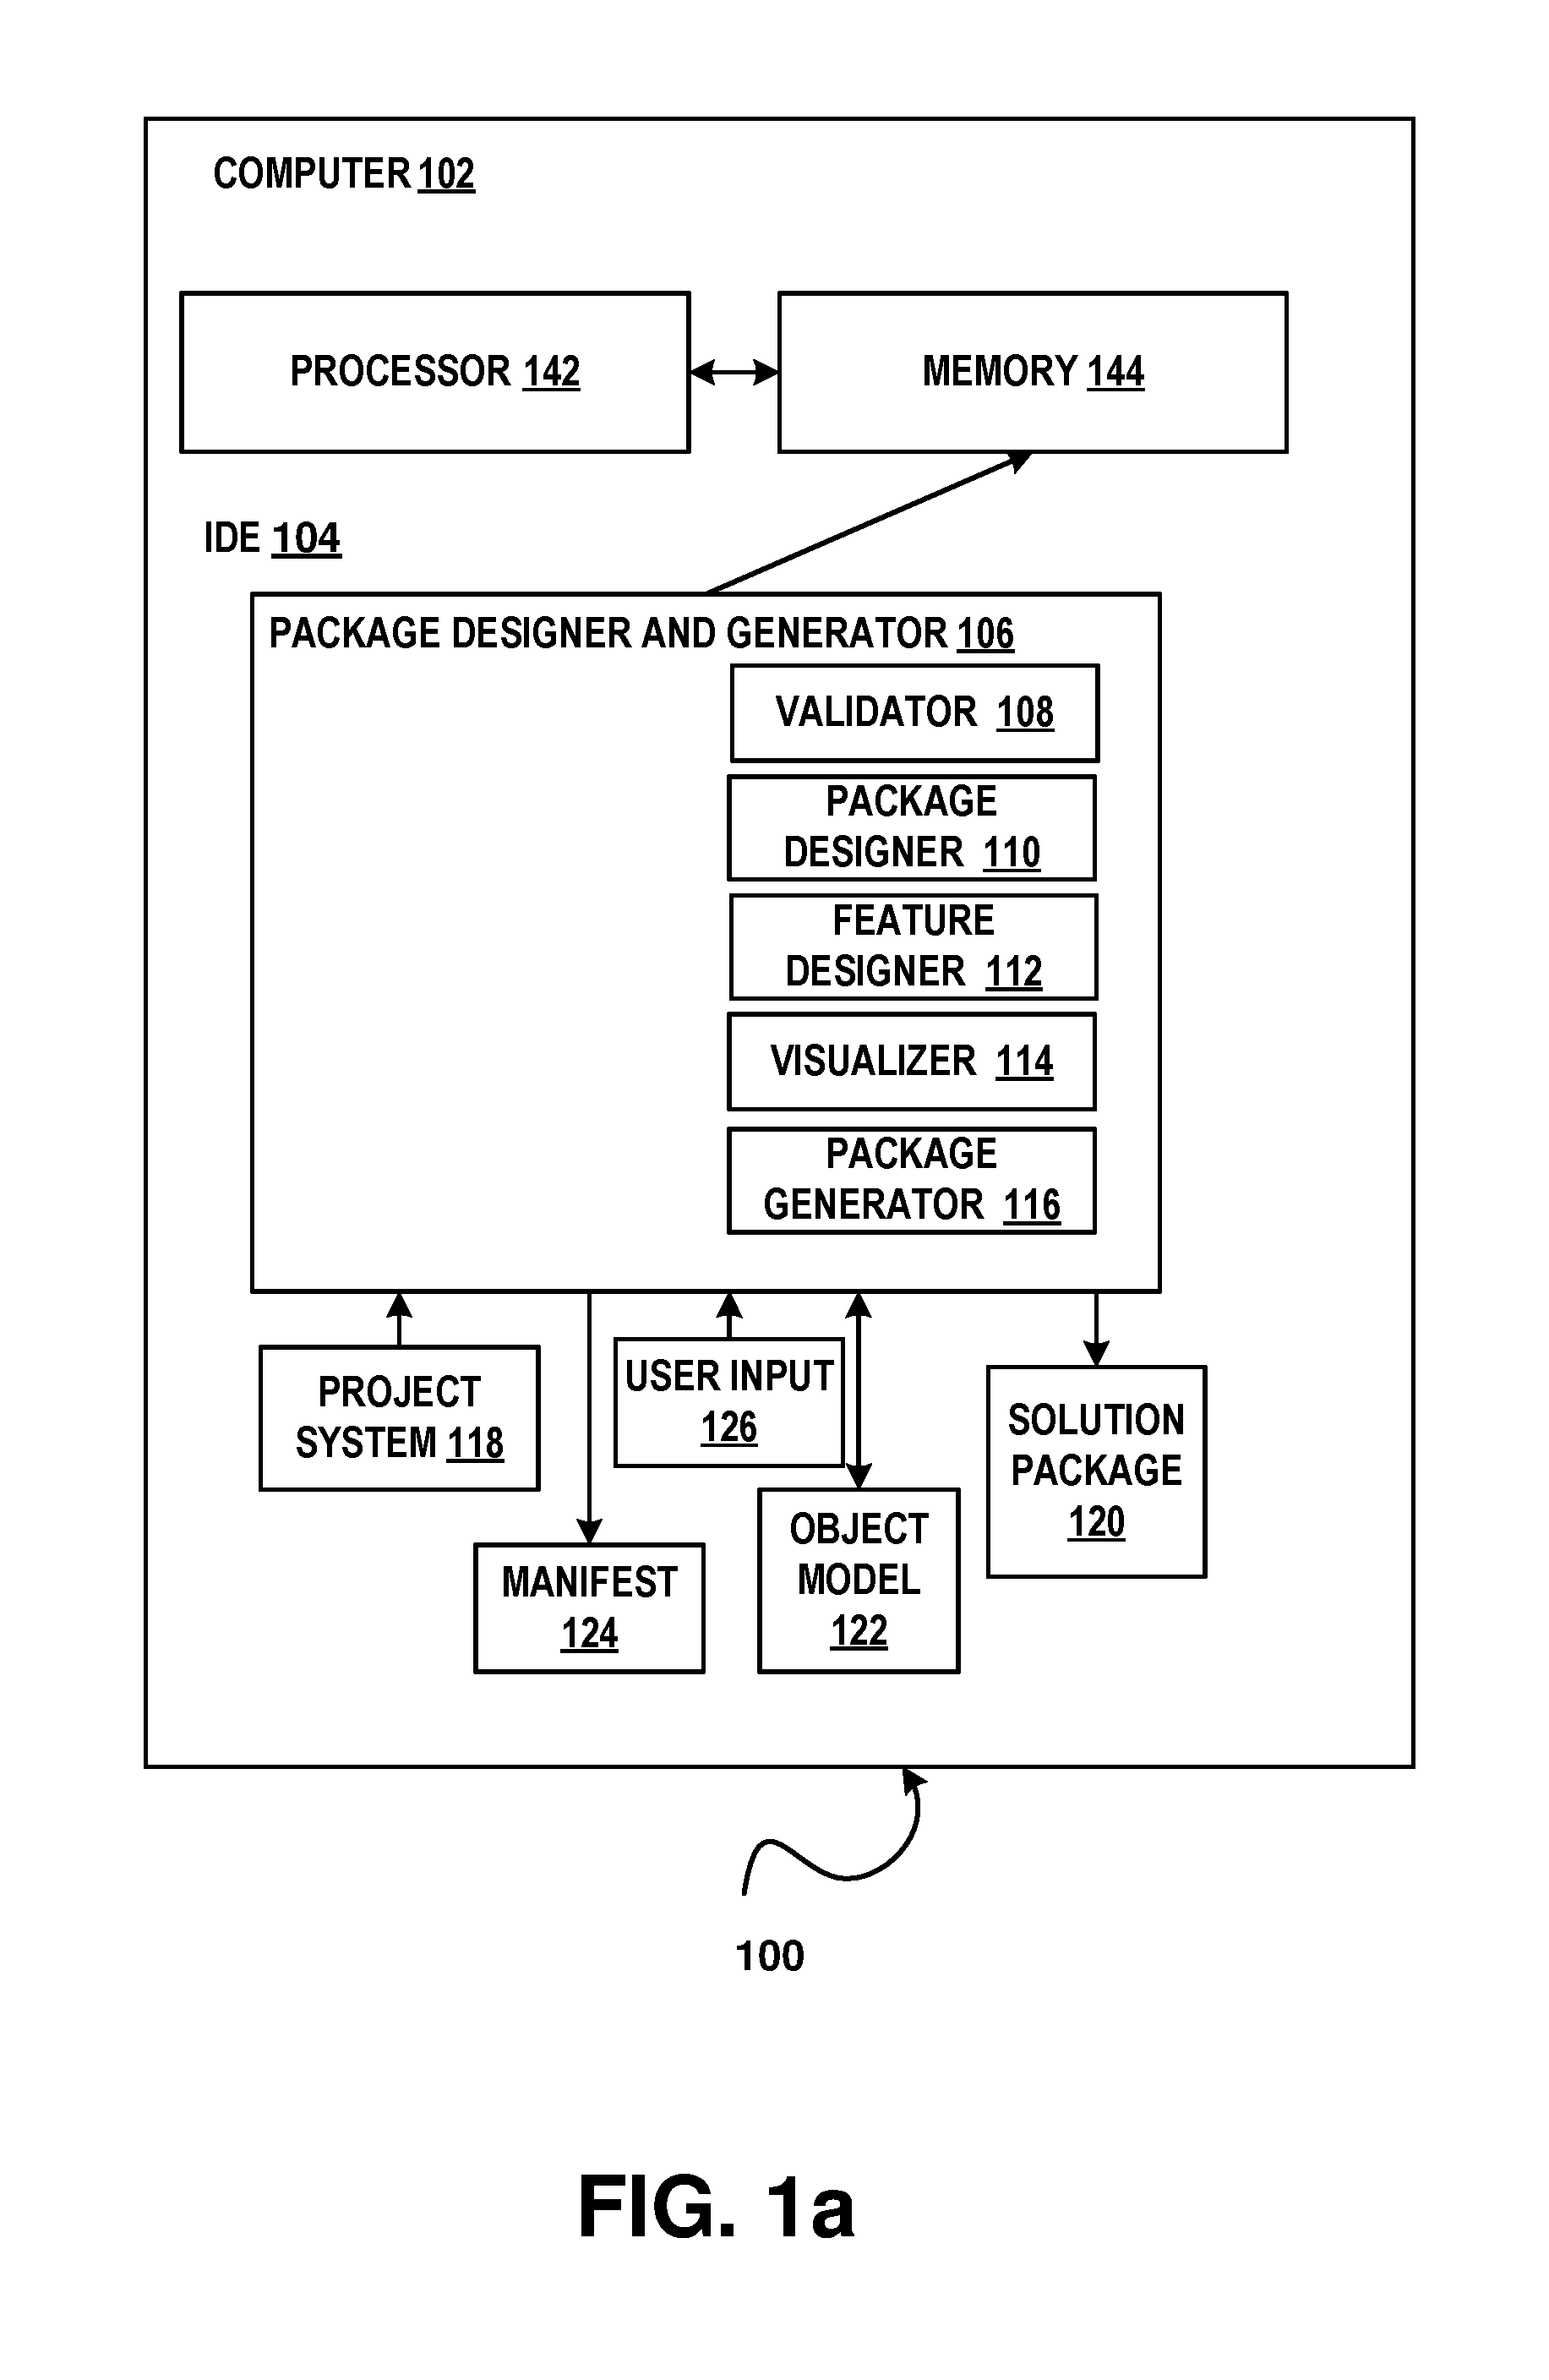 COMPUTER 102
PROCESSOR 142
MEMORY 144
IDE 104
PACKAGE DESIGNER AND GENERATOR 106
VALIDATOR 108
PACKAGE
DESIGNER 110
FEATURE
DESIGNER 112
VISUALIZER 114
PACKAGE
GENERATOR 116
PROJECT
SYSTEM 118
USER INPUT
126
SOLUTION
PACKAGE
120
MANIFEST
124
OBJECT
MODEL
122
100
FIG. 1a